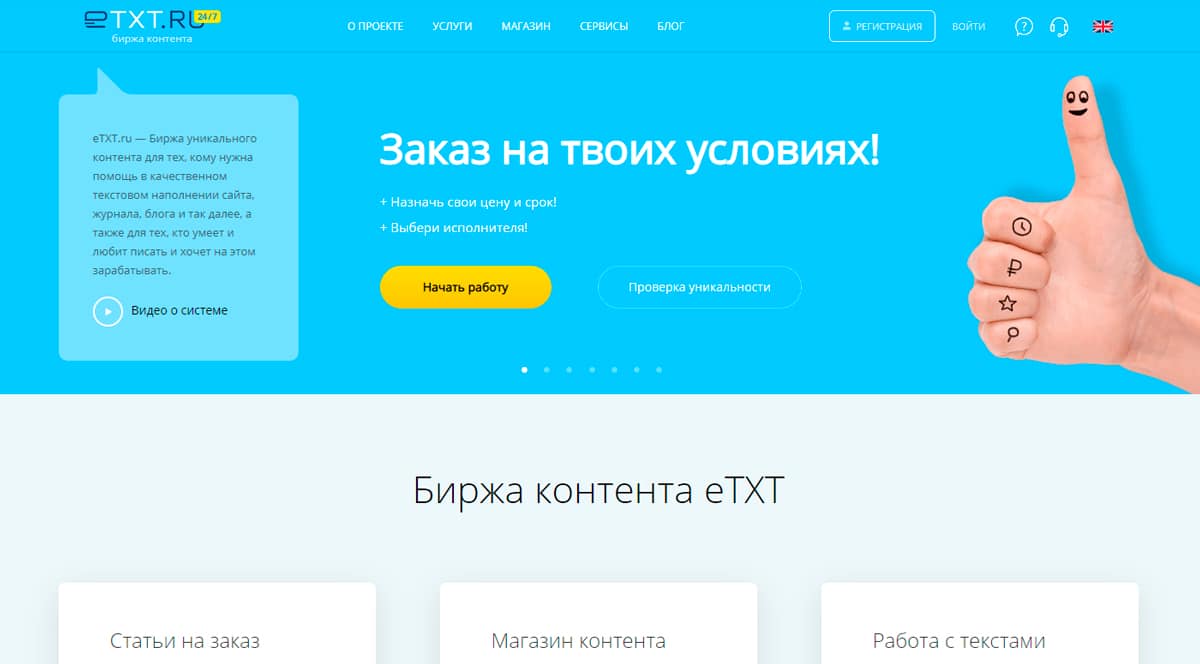 eTXT.RU 24/7
биржа контента
О ПРОЕКТЕ
УСЛУГИ
МАГАЗИН
СЕРВИСЫ
БЛОГ
РЕГИСТРАЦИЯ
ВОЙТИ
eTXT.ru — Биржа уникального
контента для тех, кому нужна
помощь в качественном
текстовом наполнении сайта,
журнала, блога и так далее, а
также для тех, кто умеет и
любит писать и хочет на этом
зарабатывать.
Видео о системе
Заказ на твоих условиях!
+ Назначь свои цену и срок!
+ Выбери исполнителя!
Начать работу
Проверка уникальности
Биржа контента eTXT
Статьи на заказ
Магазин контента
Работа с текстами